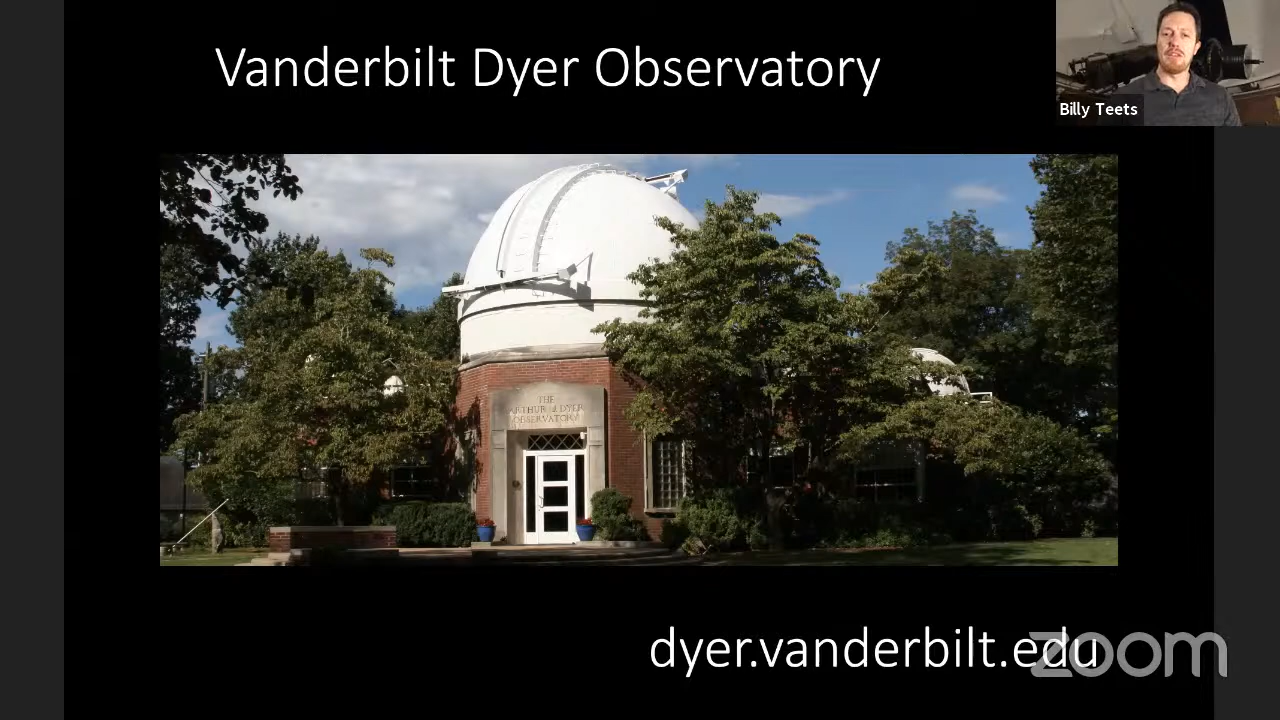 Vanderbilt Dyer Observatory
Billy Teets
THE
ARTHUR J. DYER
OBSERVATORY
dyer.vanderbilt.edu
zoom